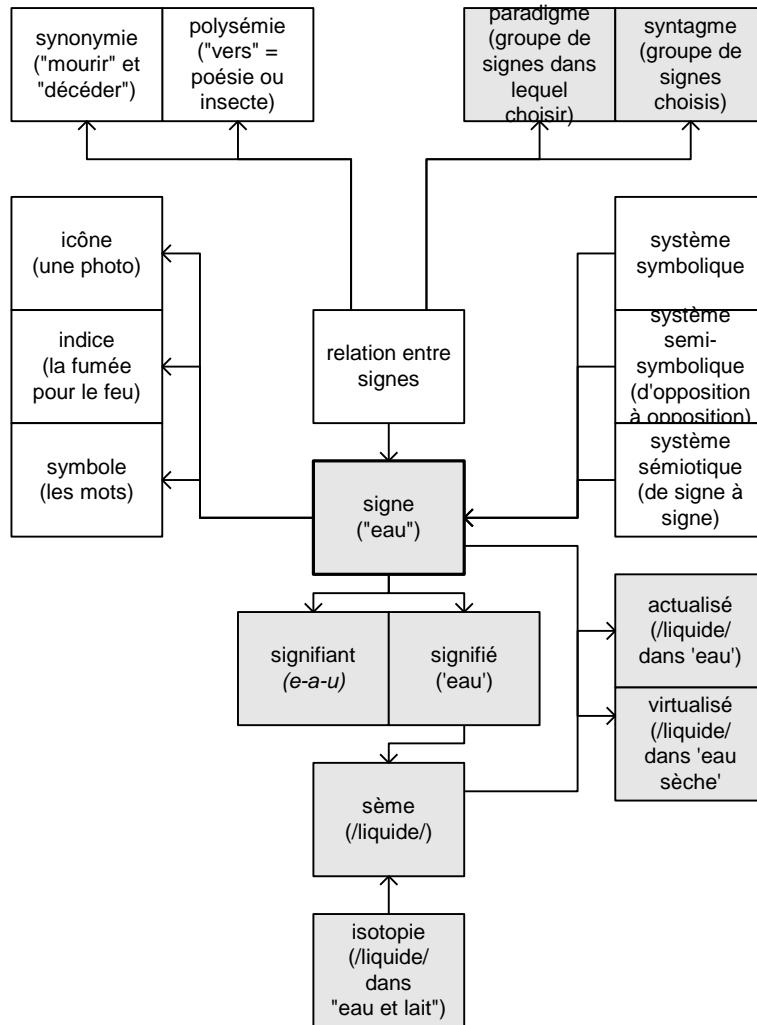 synonymie
("mourir" et
"décéder")
polysémie
("vers" =
poésie ou
insecte)
paradigme
(groupe de
signes dans
lequel
choisir)
syntagme
(groupe de
signes
choisis)
icône
(une photo)
indice
(la fumée
pour le feu)
symbole
(les mots)
relation entre
signes
système
symbolique
système
semi-
symbolique
(d'opposition
à opposition)
système
sémiotique
(de signe à
signe)
signe
("eau")
signifiant
(e-a-u)
signifié
('eau')
actualisé
(/liquide/
dans 'eau')
virtualisé
(/liquide/
dans 'eau
sèche'
sème
(/liquide/)
isotopie
(/liquide/
dans
"eau et lait")